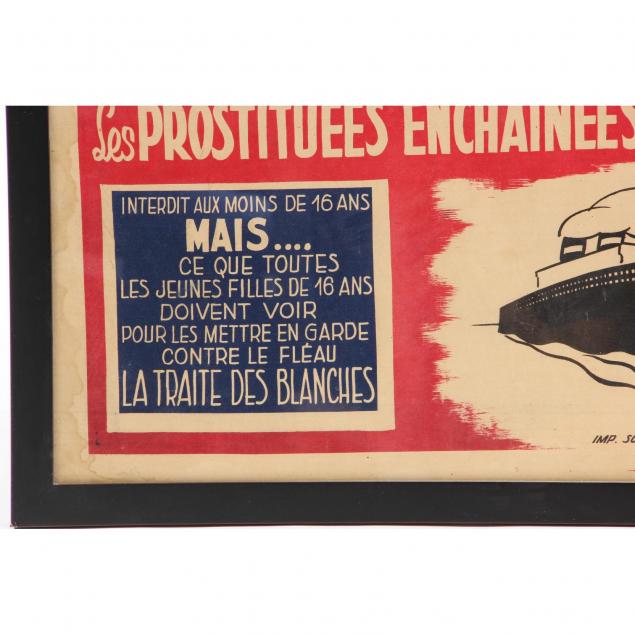 Les PROSTITUÉES ENCHAINÉES
INTERDIT AUX MOINS DE 16 ANS
MAIS....
CE QUE TOUTES
LES JEUNES FILLES DE 16 ANS
DOIVENT VOIR
POUR LES METTRE EN GARDE
CONTRE LE FLÉAU
LA TRAITE DES BLANCHES
IMP.